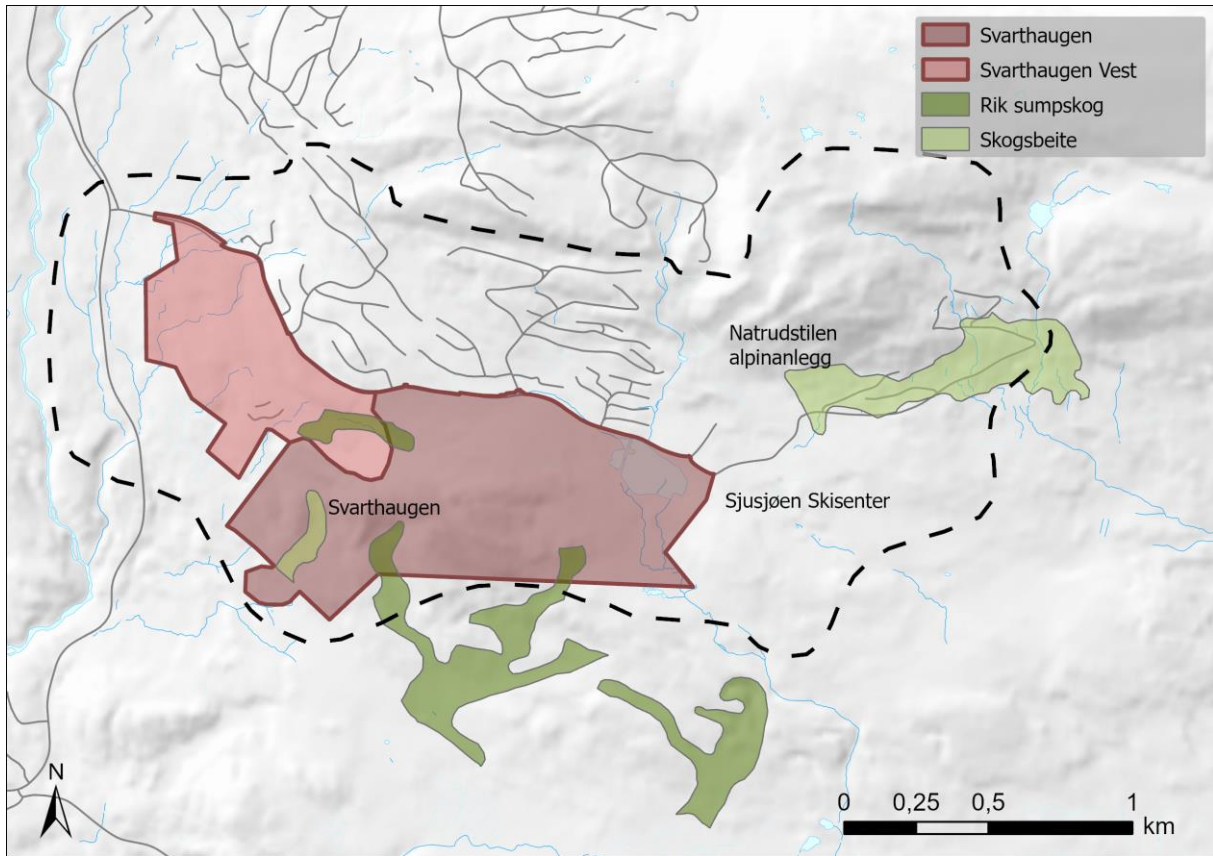 Svarthaugen
Svarthaugen Vest
Rik sumpskog
Skogsbeite
Natrudstilen
alpinanlegg
Svarthaugen
Sjusjøen Skisenter
N
0 0,25 0,5 1
km